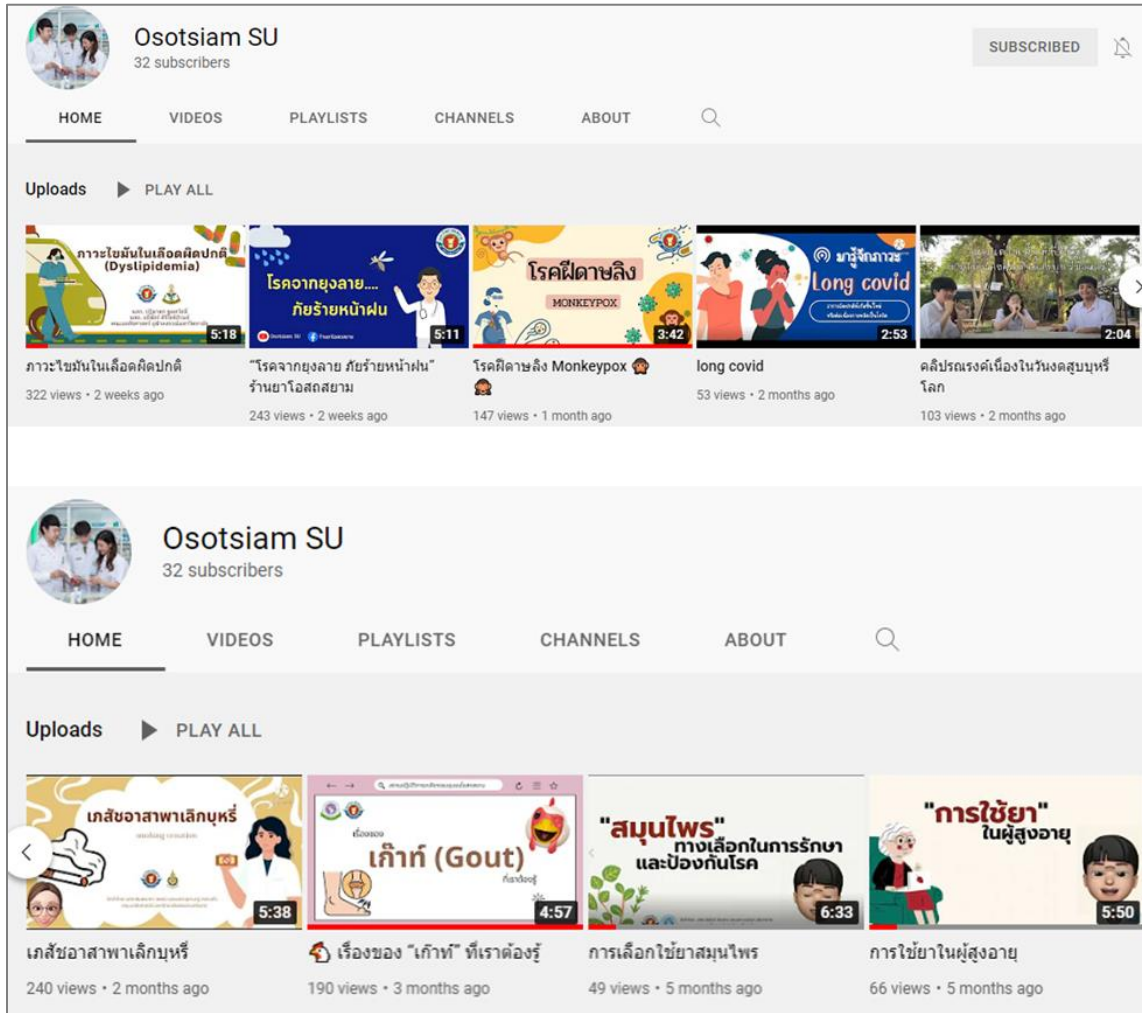 Osotsiam SU
32 subscribers
SUBSCRIBED
HOME VIDEOS PLAYLISTS CHANNELS ABOUT
Uploads PLAY ALL
ภาวะไขมันในเลือดผิดปกติ
(Dyslipidemia)
5:18
โรคจากยุงลาย....
ภัยร้ายหน้าฝน
Osotsiam SU
5:11
โรคฝีดาษลิง
MONKEYPOX
3:42
มารู้จักภาวะ
Long covid
2:53
2:04
ภาวะไขมันในเลือดผิดปกติ
322 views • 2 weeks ago
“โรคจากยุงลาย ภัยร้ายหน้าฝน”
ร้านยาโอสถสยาม
243 views • 2 weeks ago
โรคฝีดาษลิง Monkeypox 🙊
🙊
147 views • 1 month ago
long covid
53 views • 2 months ago
คลิปรณรงค์เนื่องในวันงดสูบบุหรี่
โลก
103 views • 2 months ago
Osotsiam SU
32 subscribers
HOME VIDEOS PLAYLISTS CHANNELS ABOUT
Uploads PLAY ALL
เภสัชอาสาพาเลิกบุหรี่
5:38
เรื่องของ
เก๊าท์ (Gout)
ที่เราต้องรู้
4:57
"สมุนไพร"
ทางเลือกในการรักษา
และป้องกันโรค
6:33
"การใช้ยา"
ในผู้สูงอายุ
5:50
เภสัชอาสาพาเลิกบุหรี่
240 views • 2 months ago
🐔 เรื่องของ “เก๊าท์” ที่เราต้องรู้
190 views • 3 months ago
การเลือกใช้ยาสมุนไพร
49 views • 5 months ago
การใช้ยาในผู้สูงอายุ
66 views • 5 months ago